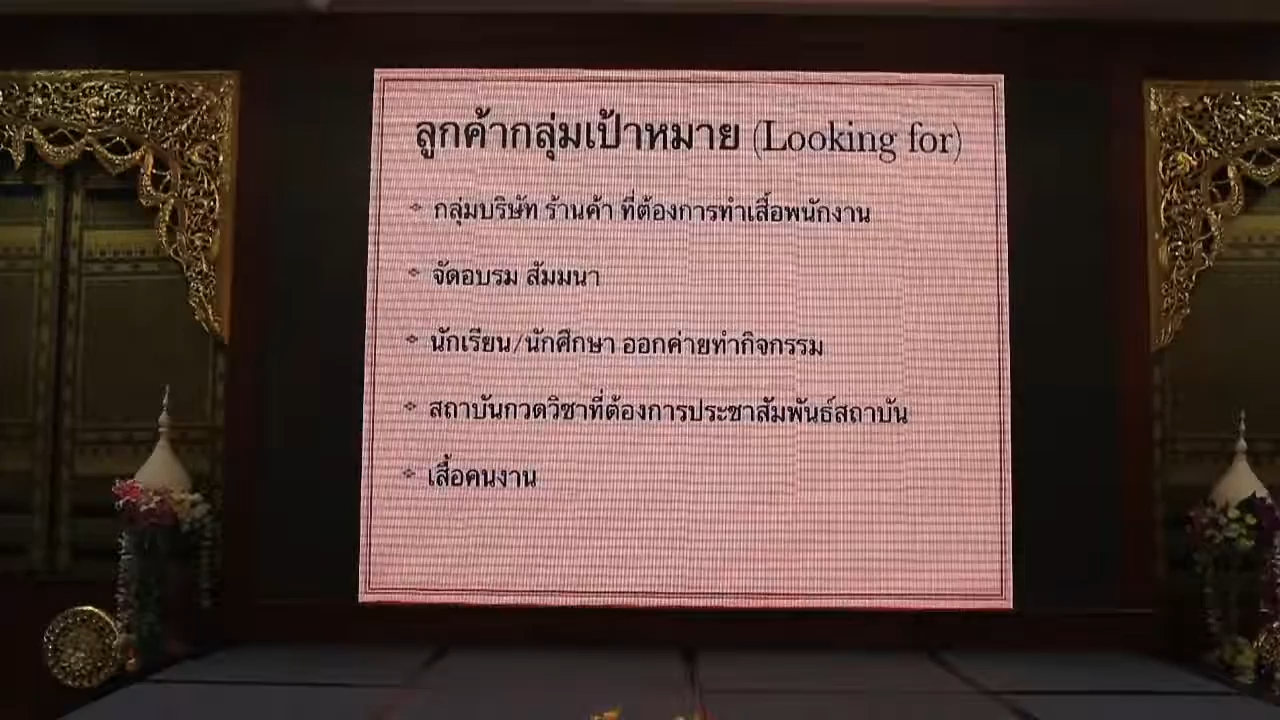 ลูกค้ากลุ่มเป้าหมาย (Looking for)
กลุ่มบริษัท ร้านค้า ที่ต้องการทำเสื้อพนักงาน
จัดอบรม สัมมนา
นักเรียน/นักศึกษา ออกค่ายทำกิจกรรม
สถาบันกวดวิชาที่ต้องการประชาสัมพันธ์สถาบัน
เสื้อคนงาน